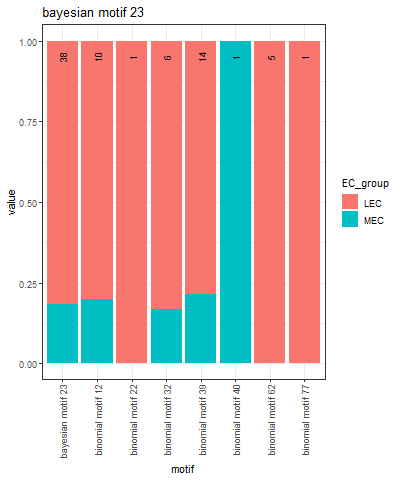 bayesian motif 23
1.00
0.75
0.50
0.25
0.00
value
38
10
1
6
14
1
5
1
bayesian motif 23
binomial motif 12
binomial motif 22
binomial motif 32
binomial motif 39
binomial motif 40
binomial motif 62
binomial motif 77
motif
EC_group
LEC
MEC